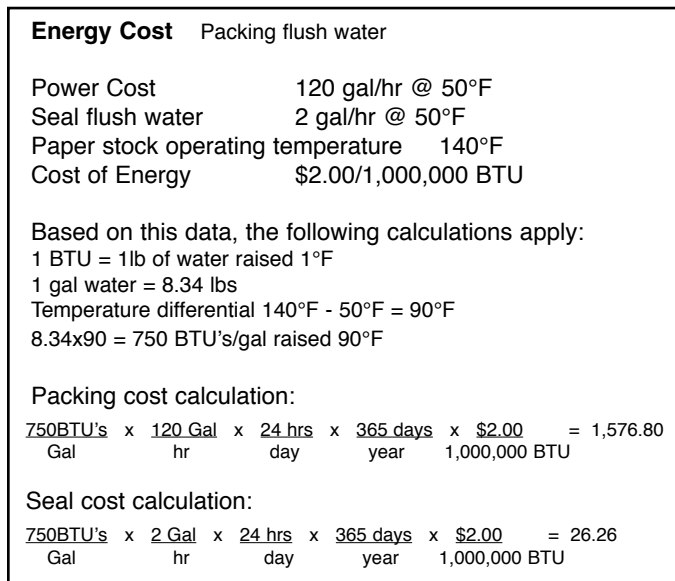 Energy Cost Packing flush water
Power Cost 120 gal/hr @ 50°F
Seal flush water 2 gal/hr @ 50°F
Paper stock operating temperature 140°F
Cost of Energy $2.00/1,000,000 BTU
Based on this data, the following calculations apply:
1 BTU = 1lb of water raised 1°F
1 gal water = 8.34 lbs
Temperature differential 140°F - 50°F = 90°F
8.34x90 = 750 BTU's/gal raised 90°F
Packing cost calculation:
750BTU's x 120 Gal x 24 hrs x 365 days x $2.00 = 1,576.80
Gal hr day year 1,000,000 BTU
Seal cost calculation:
750BTU's x 2 Gal x 24 hrs x 365 days x $2.00 = 26.26
Gal hr day year 1,000,000 BTU